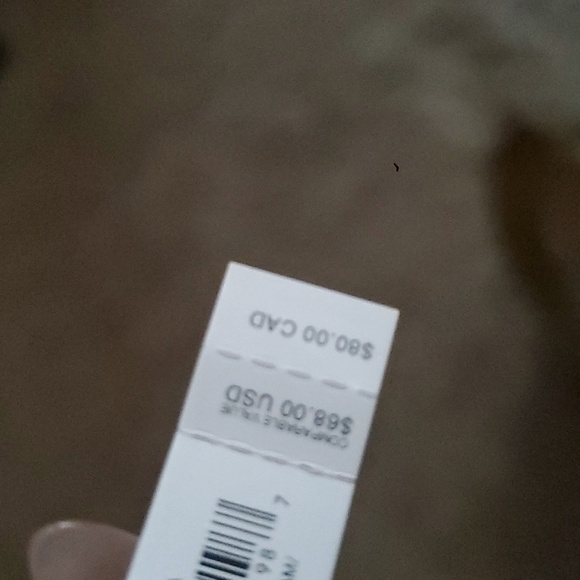 COMPARABLE VALUE
$68.00 USD
$80.00 CAD